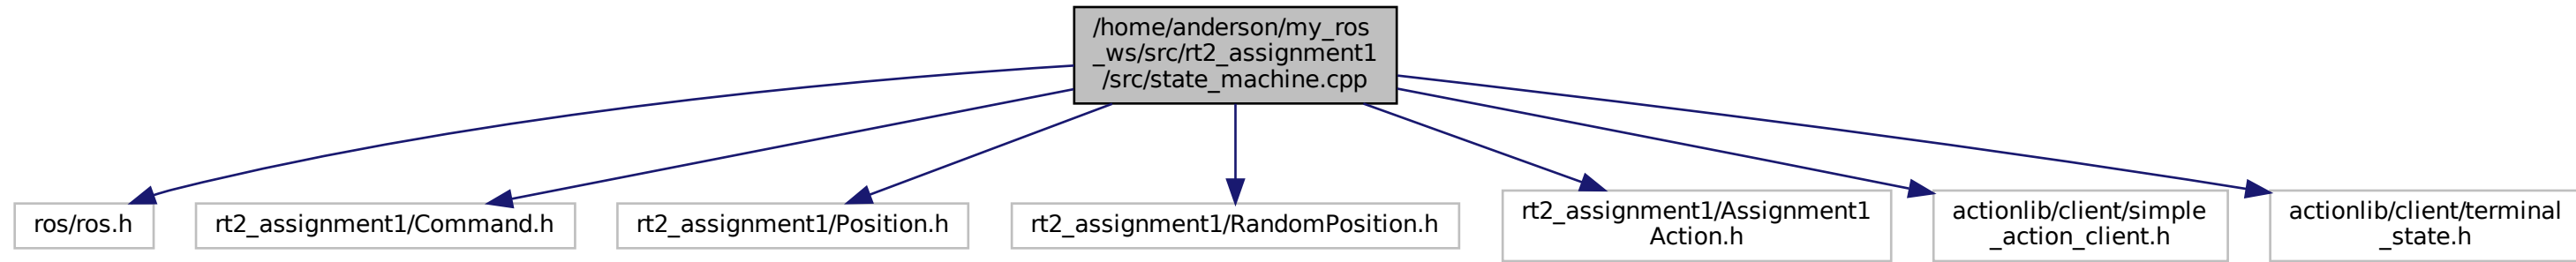 /home/anderson/my_ros
_ws/src/rt2_assignment1
/src/state_machine.cpp
ros/ros.h
rt2_assignment1/Command.h
rt2_assignment1/Position.h
rt2_assignment1/RandomPosition.h
rt2_assignment1/Assignment1
Action.h
actionlib/client/simple
_action_client.h
actionlib/client/terminal
_state.h